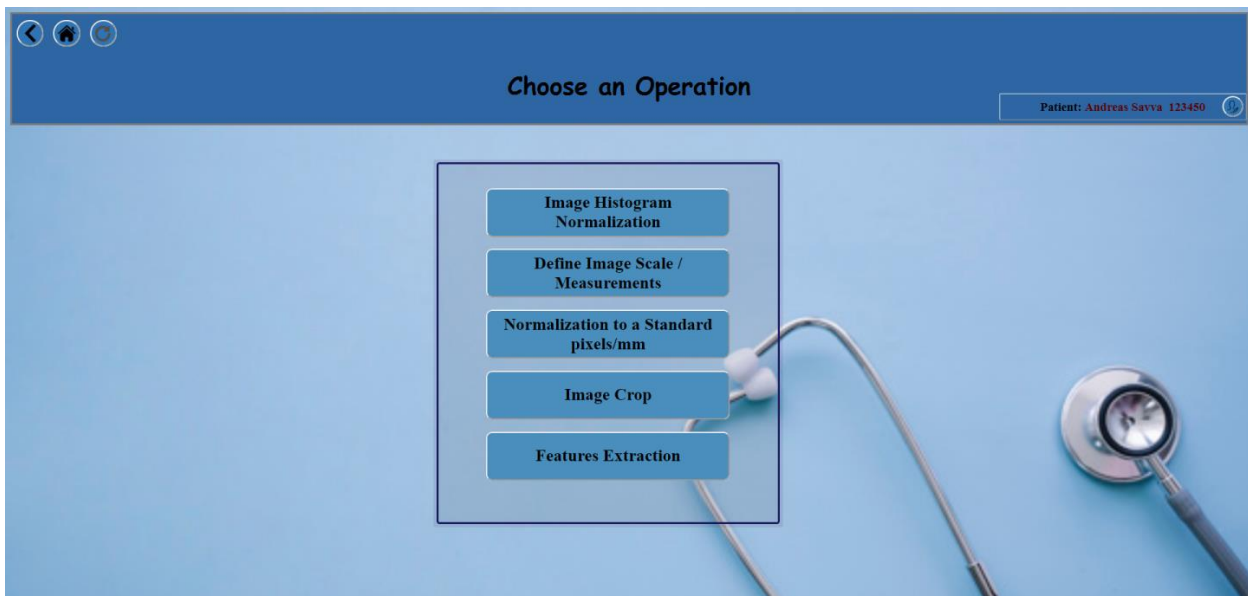 Choose an Operation
Patient: Andreas Savva 123450
Image Histogram
Normalization
Define Image Scale /
Measurements
Normalization to a Standard
pixels/mm
Image Crop
Features Extraction